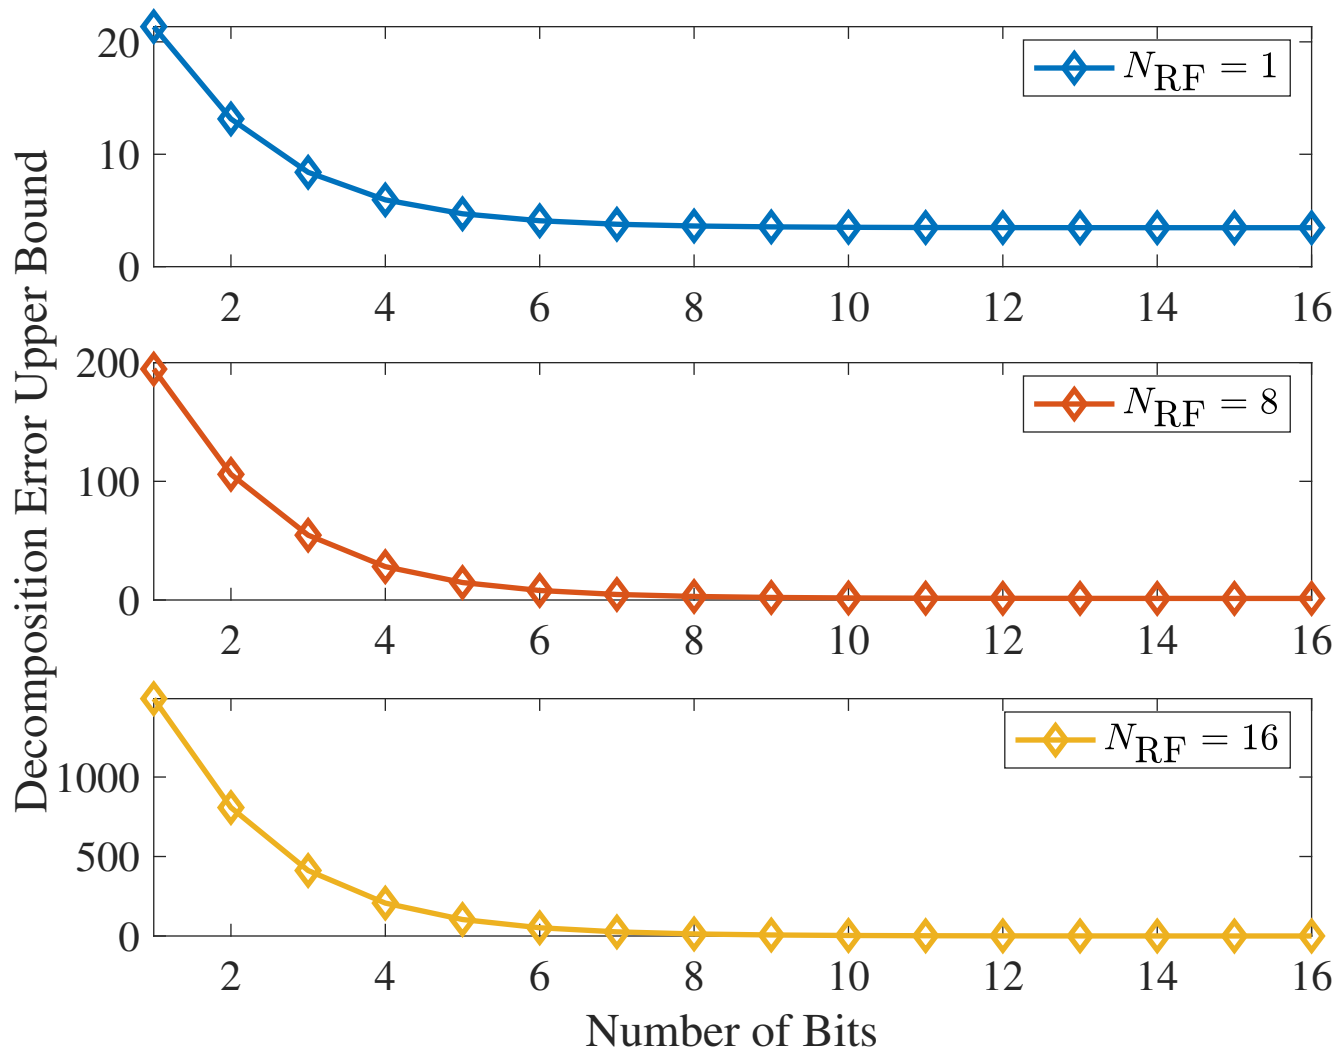 20
10
0
N_RF = 1
2 4 6 8 10 12 14 16
200
100
0
N_RF = 8
2 4 6 8 10 12 14 16
1000
500
0
N_RF = 16
2 4 6 8 10 12 14 16
Decomposition Error Upper Bound
Number of Bits